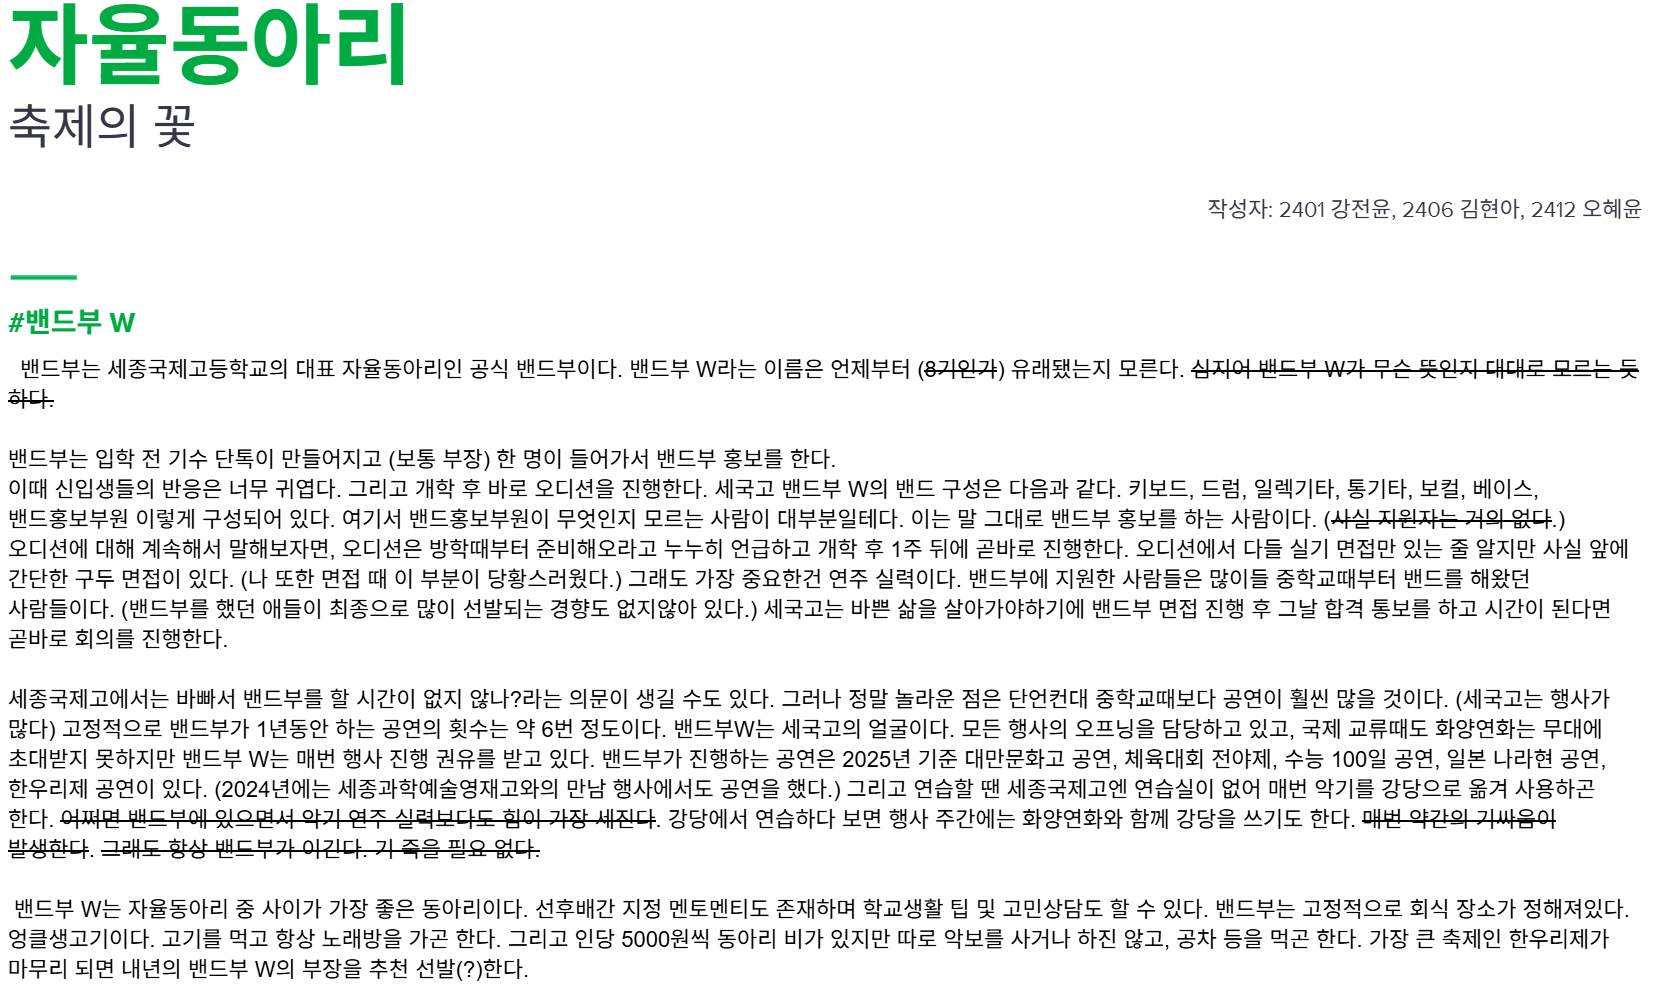 자율동아리
축제의 꽃
작성자: 2401 강전윤, 2406 김현아, 2412 오혜윤
#밴드부 W
밴드부는 세종국제고등학교의 대표 자율동아리인 공식 밴드부이다. 밴드부 W라는 이름은 언제부터 (8기인가) 유래됐는지 모른다. 심지어 밴드부 W가 무슨 뜻인지 대대로 모르는 듯
하다.
밴드부는 입학 전 기수 단톡이 만들어지고 (보통 부장) 한 명이 들어가서 밴드부 홍보를 한다.
이때 신입생들의 반응은 너무 귀엽다. 그리고 개학 후 바로 오디션을 진행한다. 세국고 밴드부 W의 밴드 구성은 다음과 같다. 키보드, 드럼, 일렉기타, 통기타, 보컬, 베이스,
밴드홍보부원 이렇게 구성되어 있다. 여기서 밴드홍보부원이 무엇인지 모르는 사람이 대부분일테다. 이는 말 그대로 밴드부 홍보를 하는 사람이다. (사실 지원자는 거의 없다.)
오디션에 대해 계속해서 말해보자면, 오디션은 방학때부터 준비해오라고 누누히 언급하고 개학 후 1주 뒤에 곧바로 진행한다. 오디션에서 다들 실기 면접만 있는 줄 알지만 사실 앞에
간단한 구두 면접이 있다. (나 또한 면접 때 이 부분이 당황스러웠다.) 그래도 가장 중요한건 연주 실력이다. 밴드부에 지원한 사람들은 많이들 중학교때부터 밴드를 해왔던
사람들이다. (밴드부를 했던 애들이 최종으로 많이 선발되는 경향도 없지않아 있다.) 세국고는 바쁜 삶을 살아가야하기에 밴드부 면접 진행 후 그날 합격 통보를 하고 시간이 된다면
곧바로 회의를 진행한다.
세종국제고에서는 바빠서 밴드부를 할 시간이 없지 않나?라는 의문이 생길 수도 있다. 그러나 정말 놀라운 점은 단언컨대 중학교때보다 공연이 훨씬 많을 것이다. (세국고는 행사가
많다) 고정적으로 밴드부가 1년동안 하는 공연의 횟수는 약 6번 정도이다. 밴드부W는 세국고의 얼굴이다. 모든 행사의 오프닝을 담당하고 있고, 국제 교류때도 화양연화는 무대에
초대받지 못하지만 밴드부 W는 매번 행사 진행 권유를 받고 있다. 밴드부가 진행하는 공연은 2025년 기준 대만문화고 공연, 체육대회 전야제, 수능 100일 공연, 일본 나라현 공연,
한우리제 공연이 있다. (2024년에는 세종과학예술영재고와의 만남 행사에서도 공연을 했다.) 그리고 연습할 땐 세종국제고엔 연습실이 없어 매번 악기를 강당으로 옮겨 사용하곤
한다. 어쩌면 밴드부에 있으면서 악기 연주 실력보다도 힘이 가장 세진다. 강당에서 연습하다 보면 행사 주간에는 화양연화와 함께 강당을 쓰기도 한다. 매번 약간의 기싸움이
발생한다. 그래도 항상 밴드부가 이긴다. 기 죽을 필요 없다.
밴드부 W는 자율동아리 중 사이가 가장 좋은 동아리이다. 선후배간 지정 멘토멘티도 존재하며 학교생활 팁 및 고민상담도 할 수 있다. 밴드부는 고정적으로 회식 장소가 정해져있다.
엉클생고기이다. 고기를 먹고 항상 노래방을 가곤 한다. 그리고 인당 5000원씩 동아리 비가 있지만 따로 악보를 사거나 하진 않고, 공차 등을 먹곤 한다. 가장 큰 축제인 한우리제가
마무리 되면 내년의 밴드부 W의 부장을 추천 선발(?)한다.